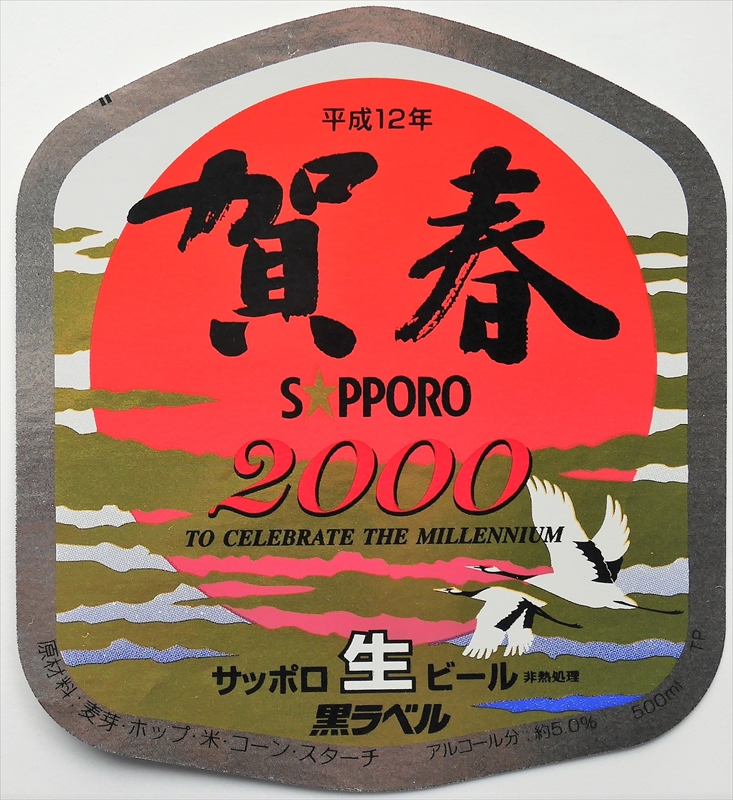 平成12年
賀春
S★PPORO
2000
TO CELEBRATE THE MILLENNIUM
サッポロ 生 ビール 非熱処理
黒ラベル
原材料・麦芽・ホップ・米・コーン・スターチ
アルコール分:約5.0% 500ml TP